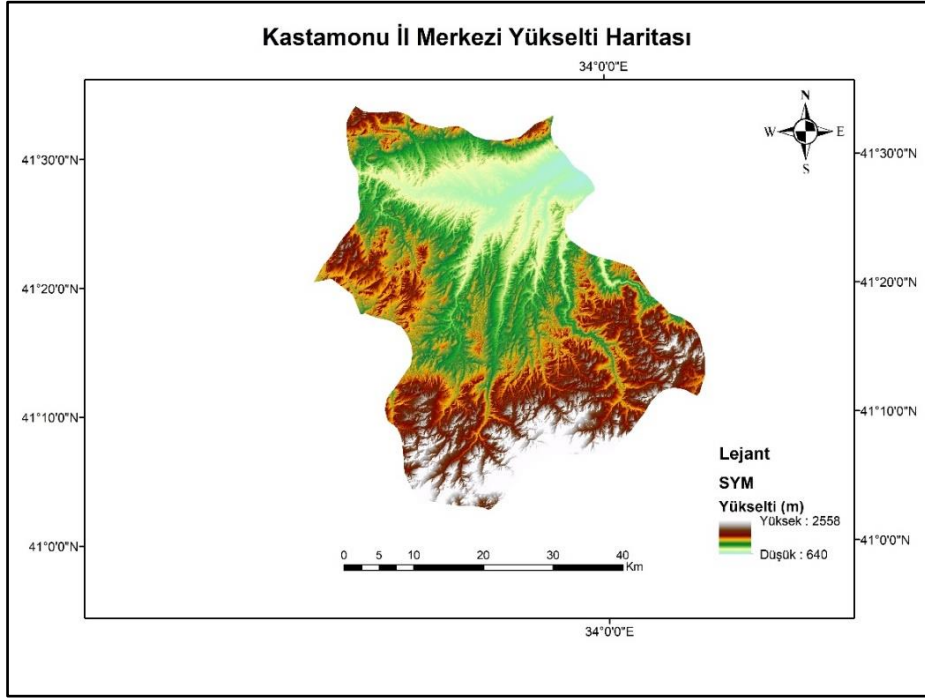 Kastamonu İl Merkezi Yükselti Haritası
34°0'0"E
N
W
E
S
41°30'0"N
41°30'0"N
41°20'0"N
41°20'0"N
41°10'0"N
41°10'0"N
Lejant
SYM
Yükselti (m)
Yüksek : 2558
Düşük : 640
41°0'0"N
41°0'0"N
0 5 10 20 30 40
Km
34°0'0"E